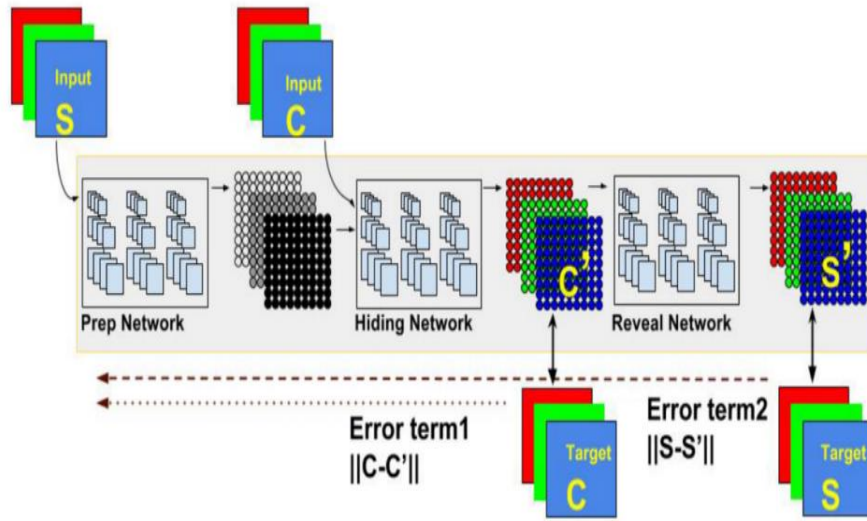 Input
S
Input
C
C'
S'
Prep Network
Hiding Network
Reveal Network
Error term1
||C-C'||
Target
C
Error term2
||S-S'||
Target
S